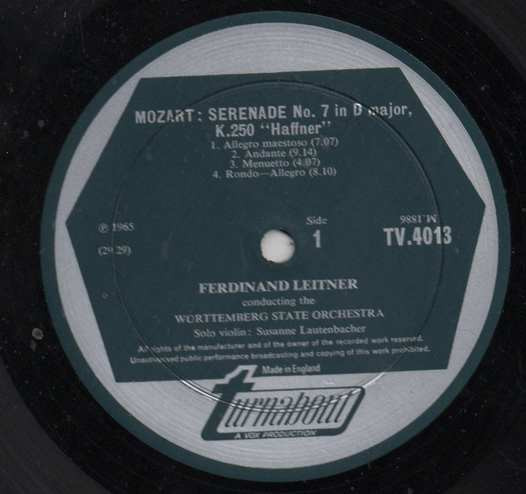 MOZART: SERENADE No. 7 in D major,
K.250 "Haffner"
1. Allegro maestoso (7.07)
2. Andante (9.14)
3. Menuetto (4.07)
4. Rondo—Allegro (8.10)
℗ 1965
(29.29)
Side
1
M.1886
TV.4013
FERDINAND LEITNER
conducting the
WÜRTTEMBERG STATE ORCHESTRA
Solo violin: Susanne Lautenbacher
All rights of the manufacturer and of the owner of the recorded work reserved.
Unauthorised public performance broadcasting and copying of this work prohibited.
Made in England
turnabout
A VOX PRODUCTION